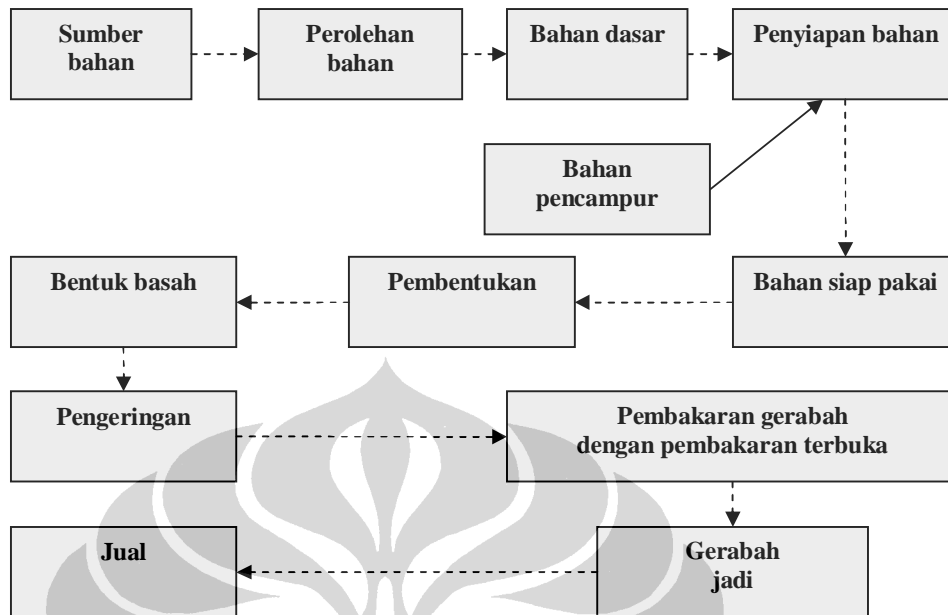 Sumber
bahan
Perolehan
bahan
Bahan dasar
Penyiapan bahan
Bahan
pencampur
Bahan siap pakai
Pembentukan
Bentuk basah
Pengeringan
Pembakaran gerabah
dengan pembakaran terbuka
Gerabah
jadi
Jual